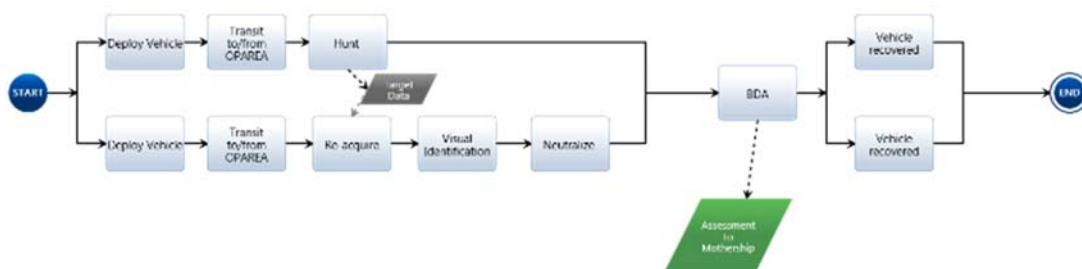 Deploy Vehicle
Transit
to/from
OPAREA
Hunt
Vehicle
recovered
START
Target
Data
BDA
END
Deploy Vehicle
Transit
to/from
OPAREA
Re-acquire
Visual
Identification
Neutralize
Vehicle
recovered
Assessment
to
Mothership